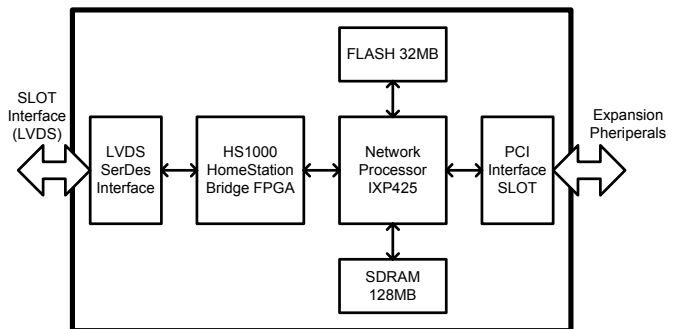 FLASH 32MB
SLOT
Interface
(LVDS)
LVDS
SerDes
Interface
HS1000
HomeStation
Bridge FPGA
Network
Processor
IXP425
PCI
Interface
SLOT
Expansion
Pheriperals
SDRAM
128MB